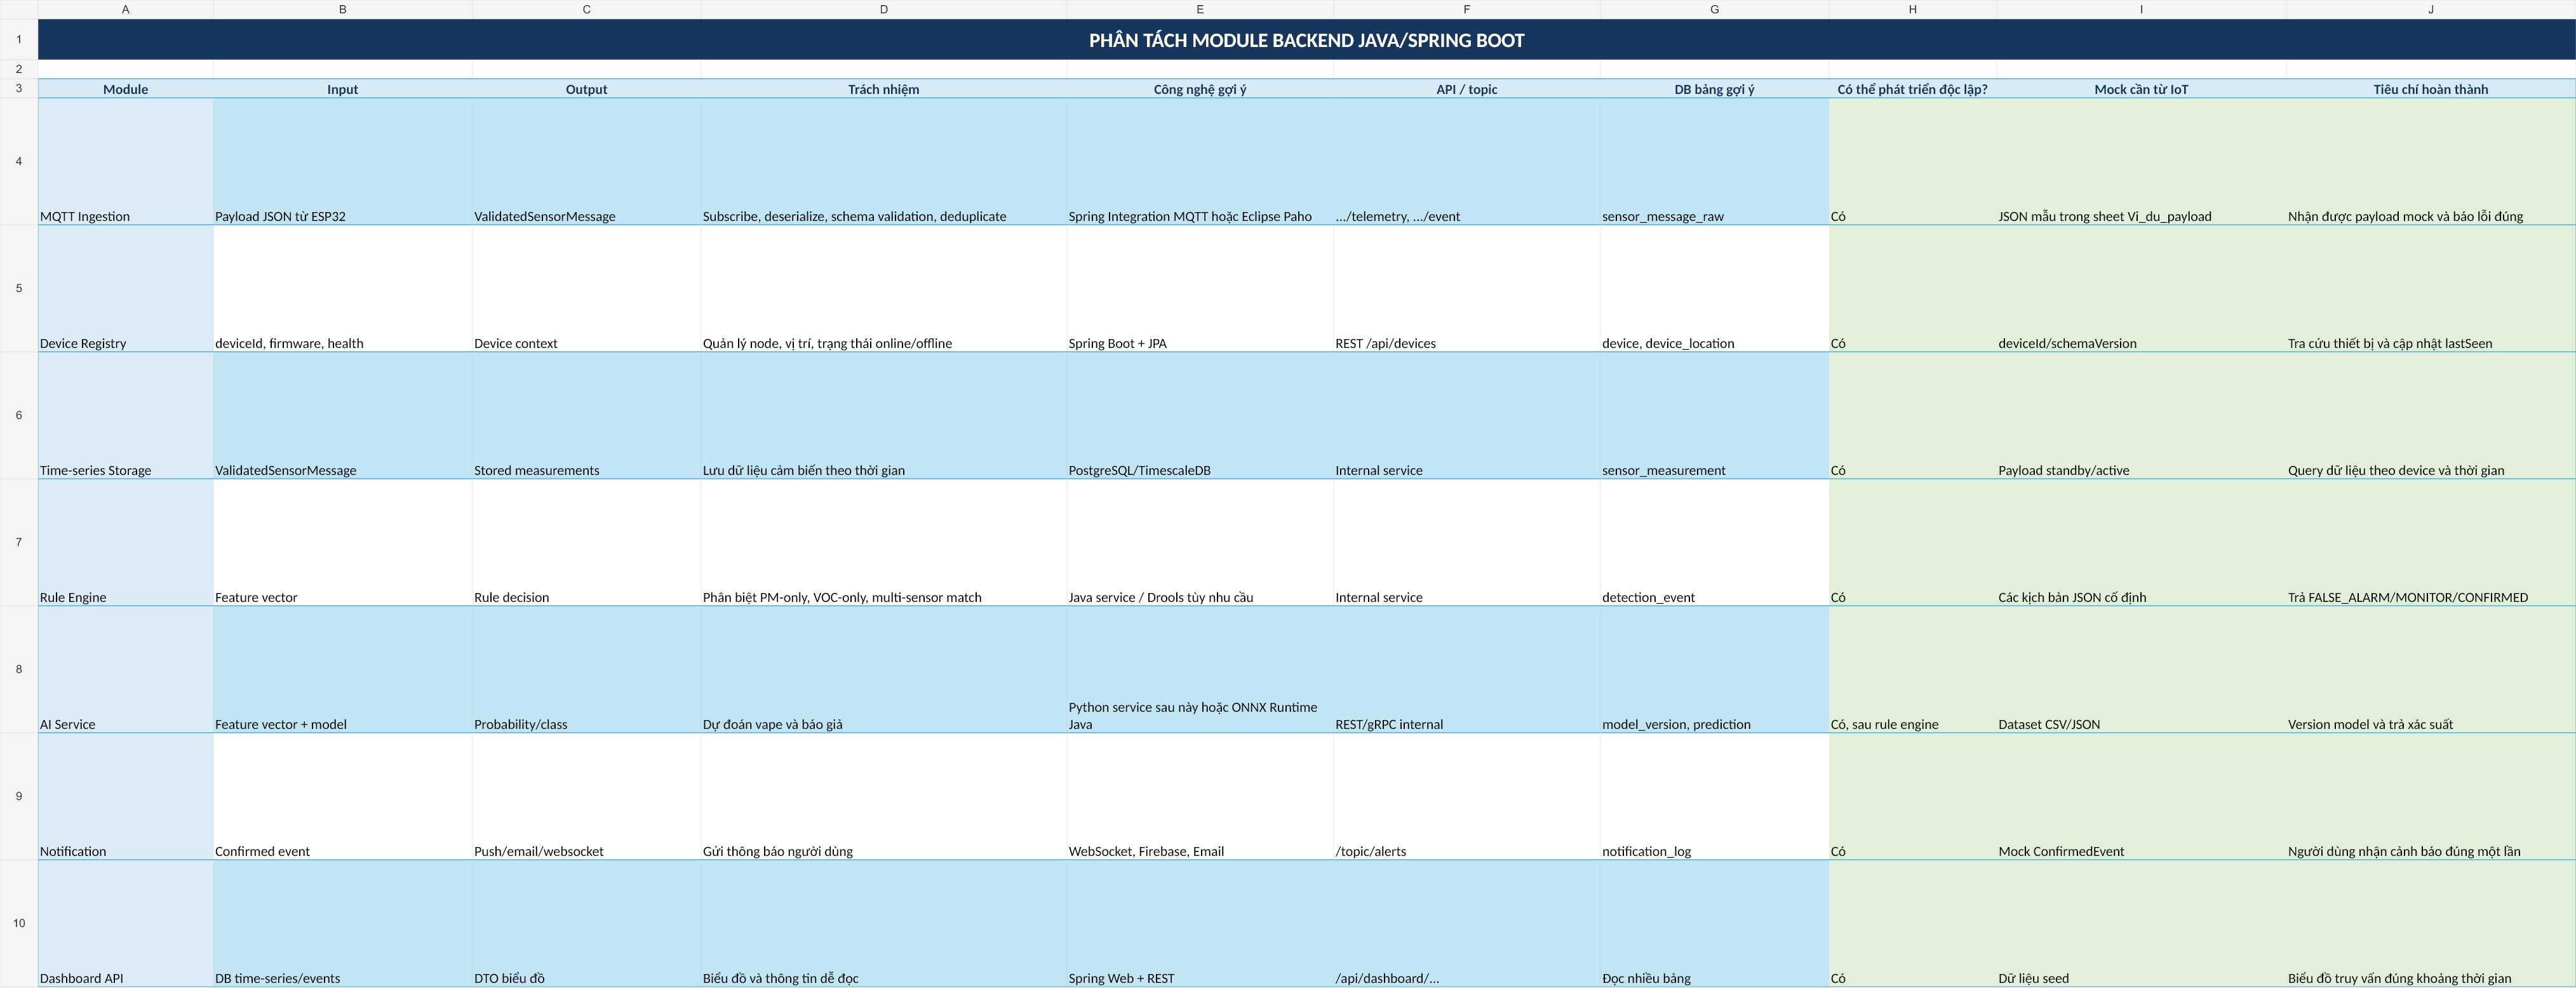 A B C D E F G H I J
1 PHÂN TÁCH MODULE BACKEND JAVA/SPRING BOOT
2
3 Module Input Output Trách nhiệm Công nghệ gợi ý API / topic DB bảng gợi ý Có thể phát triển độc lập? Mock cần từ IoT Tiêu chí hoàn thành
4 MQTT Ingestion Payload JSON từ ESP32 ValidatedSensorMessage Subscribe, deserialize, schema validation, deduplicate Spring Integration MQTT hoặc Eclipse Paho .../telemetry, .../event sensor_message_raw Có JSON mẫu trong sheet Vi_du_payload Nhận được payload mock và báo lỗi đúng
5 Device Registry deviceId, firmware, health Device context Quản lý node, vị trí, trạng thái online/offline Spring Boot + JPA REST /api/devices device, device_location Có deviceId/schemaVersion Tra cứu thiết bị và cập nhật lastSeen
6 Time-series Storage ValidatedSensorMessage Stored measurements Lưu dữ liệu cảm biến theo thời gian PostgreSQL/TimescaleDB Internal service sensor_measurement Có Payload standby/active Query dữ liệu theo device và thời gian
7 Rule Engine Feature vector Rule decision Phân biệt PM-only, VOC-only, multi-sensor match Java service / Drools tùy nhu cầu Internal service detection_event Có Các kịch bản JSON cố định Trả FALSE_ALARM/MONITOR/CONFIRMED
8 AI Service Feature vector + model Probability/class Dự đoán vape và báo giả Python service sau này hoặc ONNX Runtime Java REST/gRPC internal model_version, prediction Có, sau rule engine Dataset CSV/JSON Version model và trả xác suất
9 Notification Confirmed event Push/email/websocket Gửi thông báo người dùng WebSocket, Firebase, Email /topic/alerts notification_log Có Mock ConfirmedEvent Người dùng nhận cảnh báo đúng một lần
10 Dashboard API DB time-series/events DTO biểu đồ Biểu đồ và thông tin dễ đọc Spring Web + REST /api/dashboard/... Đọc nhiều bảng Có Dữ liệu seed Biểu đồ truy vấn đúng khoảng thời gian